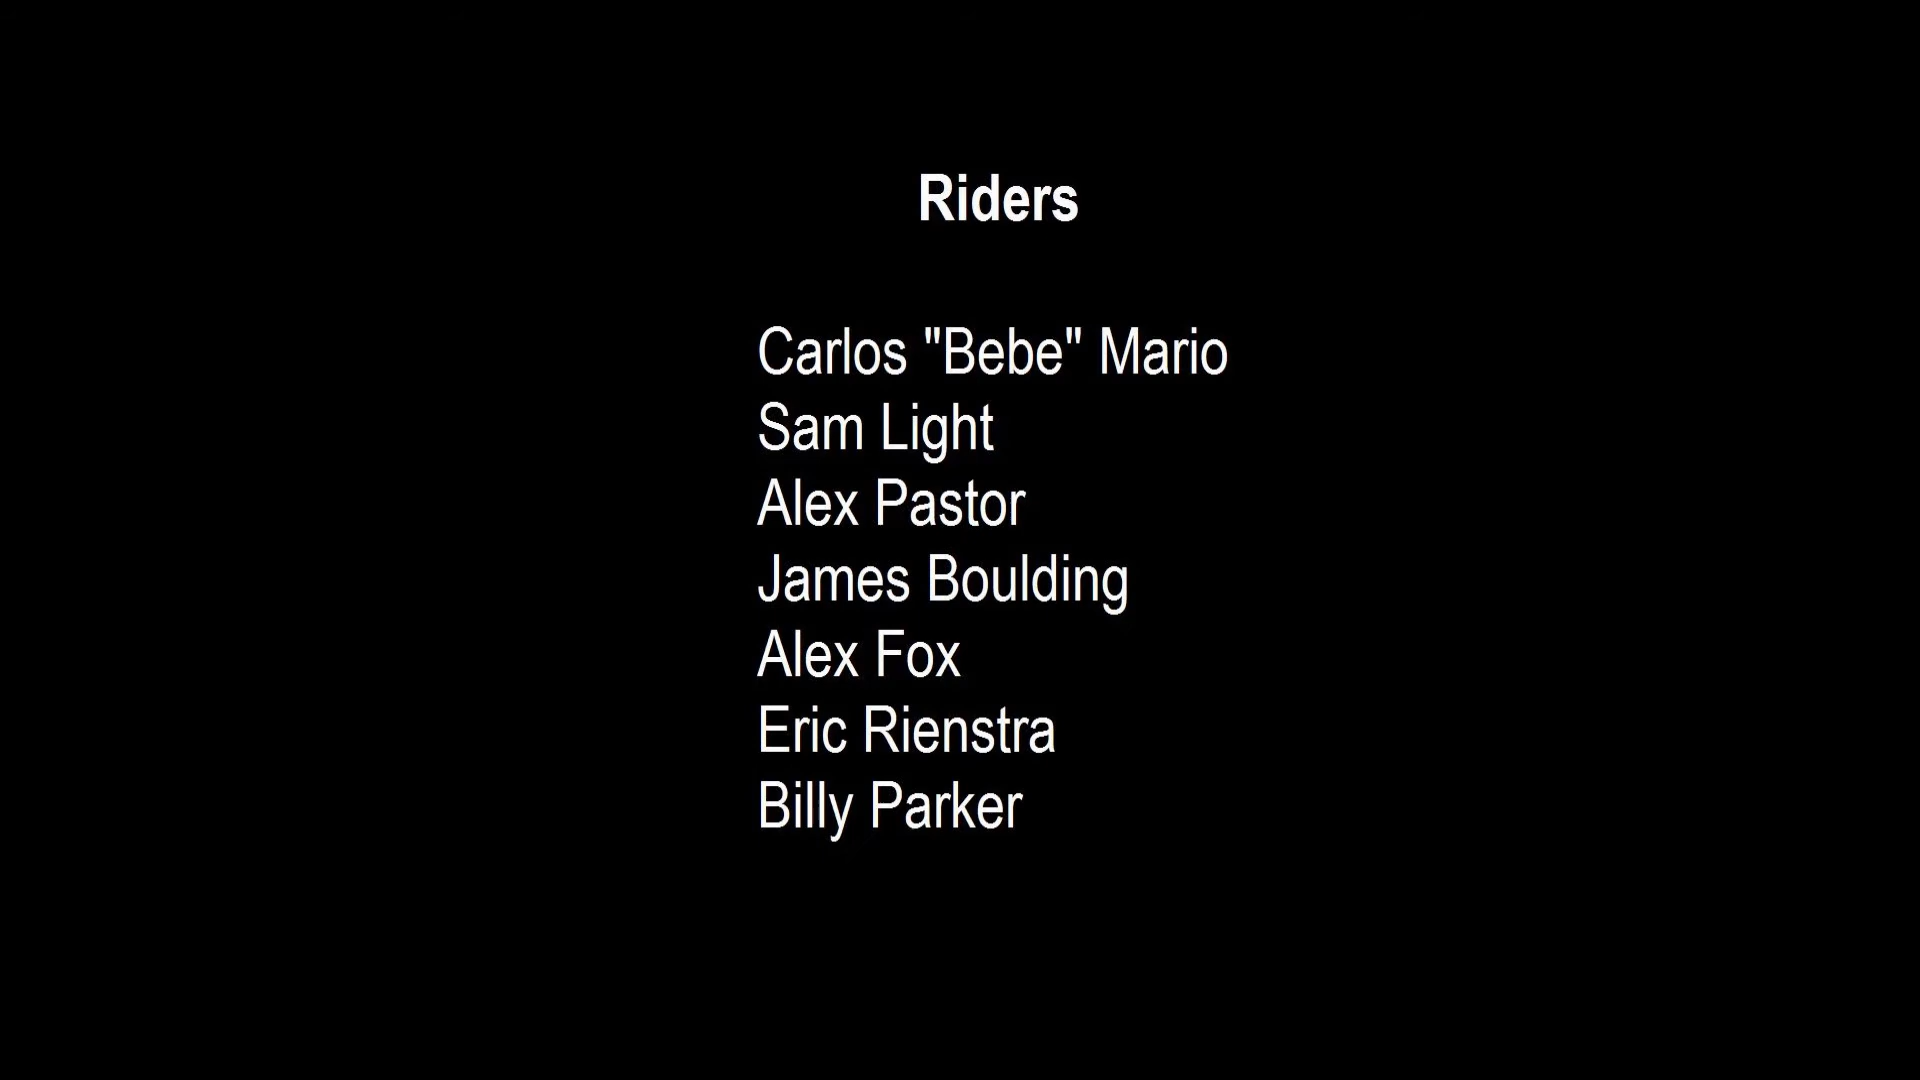 Riders
Carlos "Bebe" Mario
Sam Light
Alex Pastor
James Boulding
Alex Fox
Eric Rienstra
Billy Parker